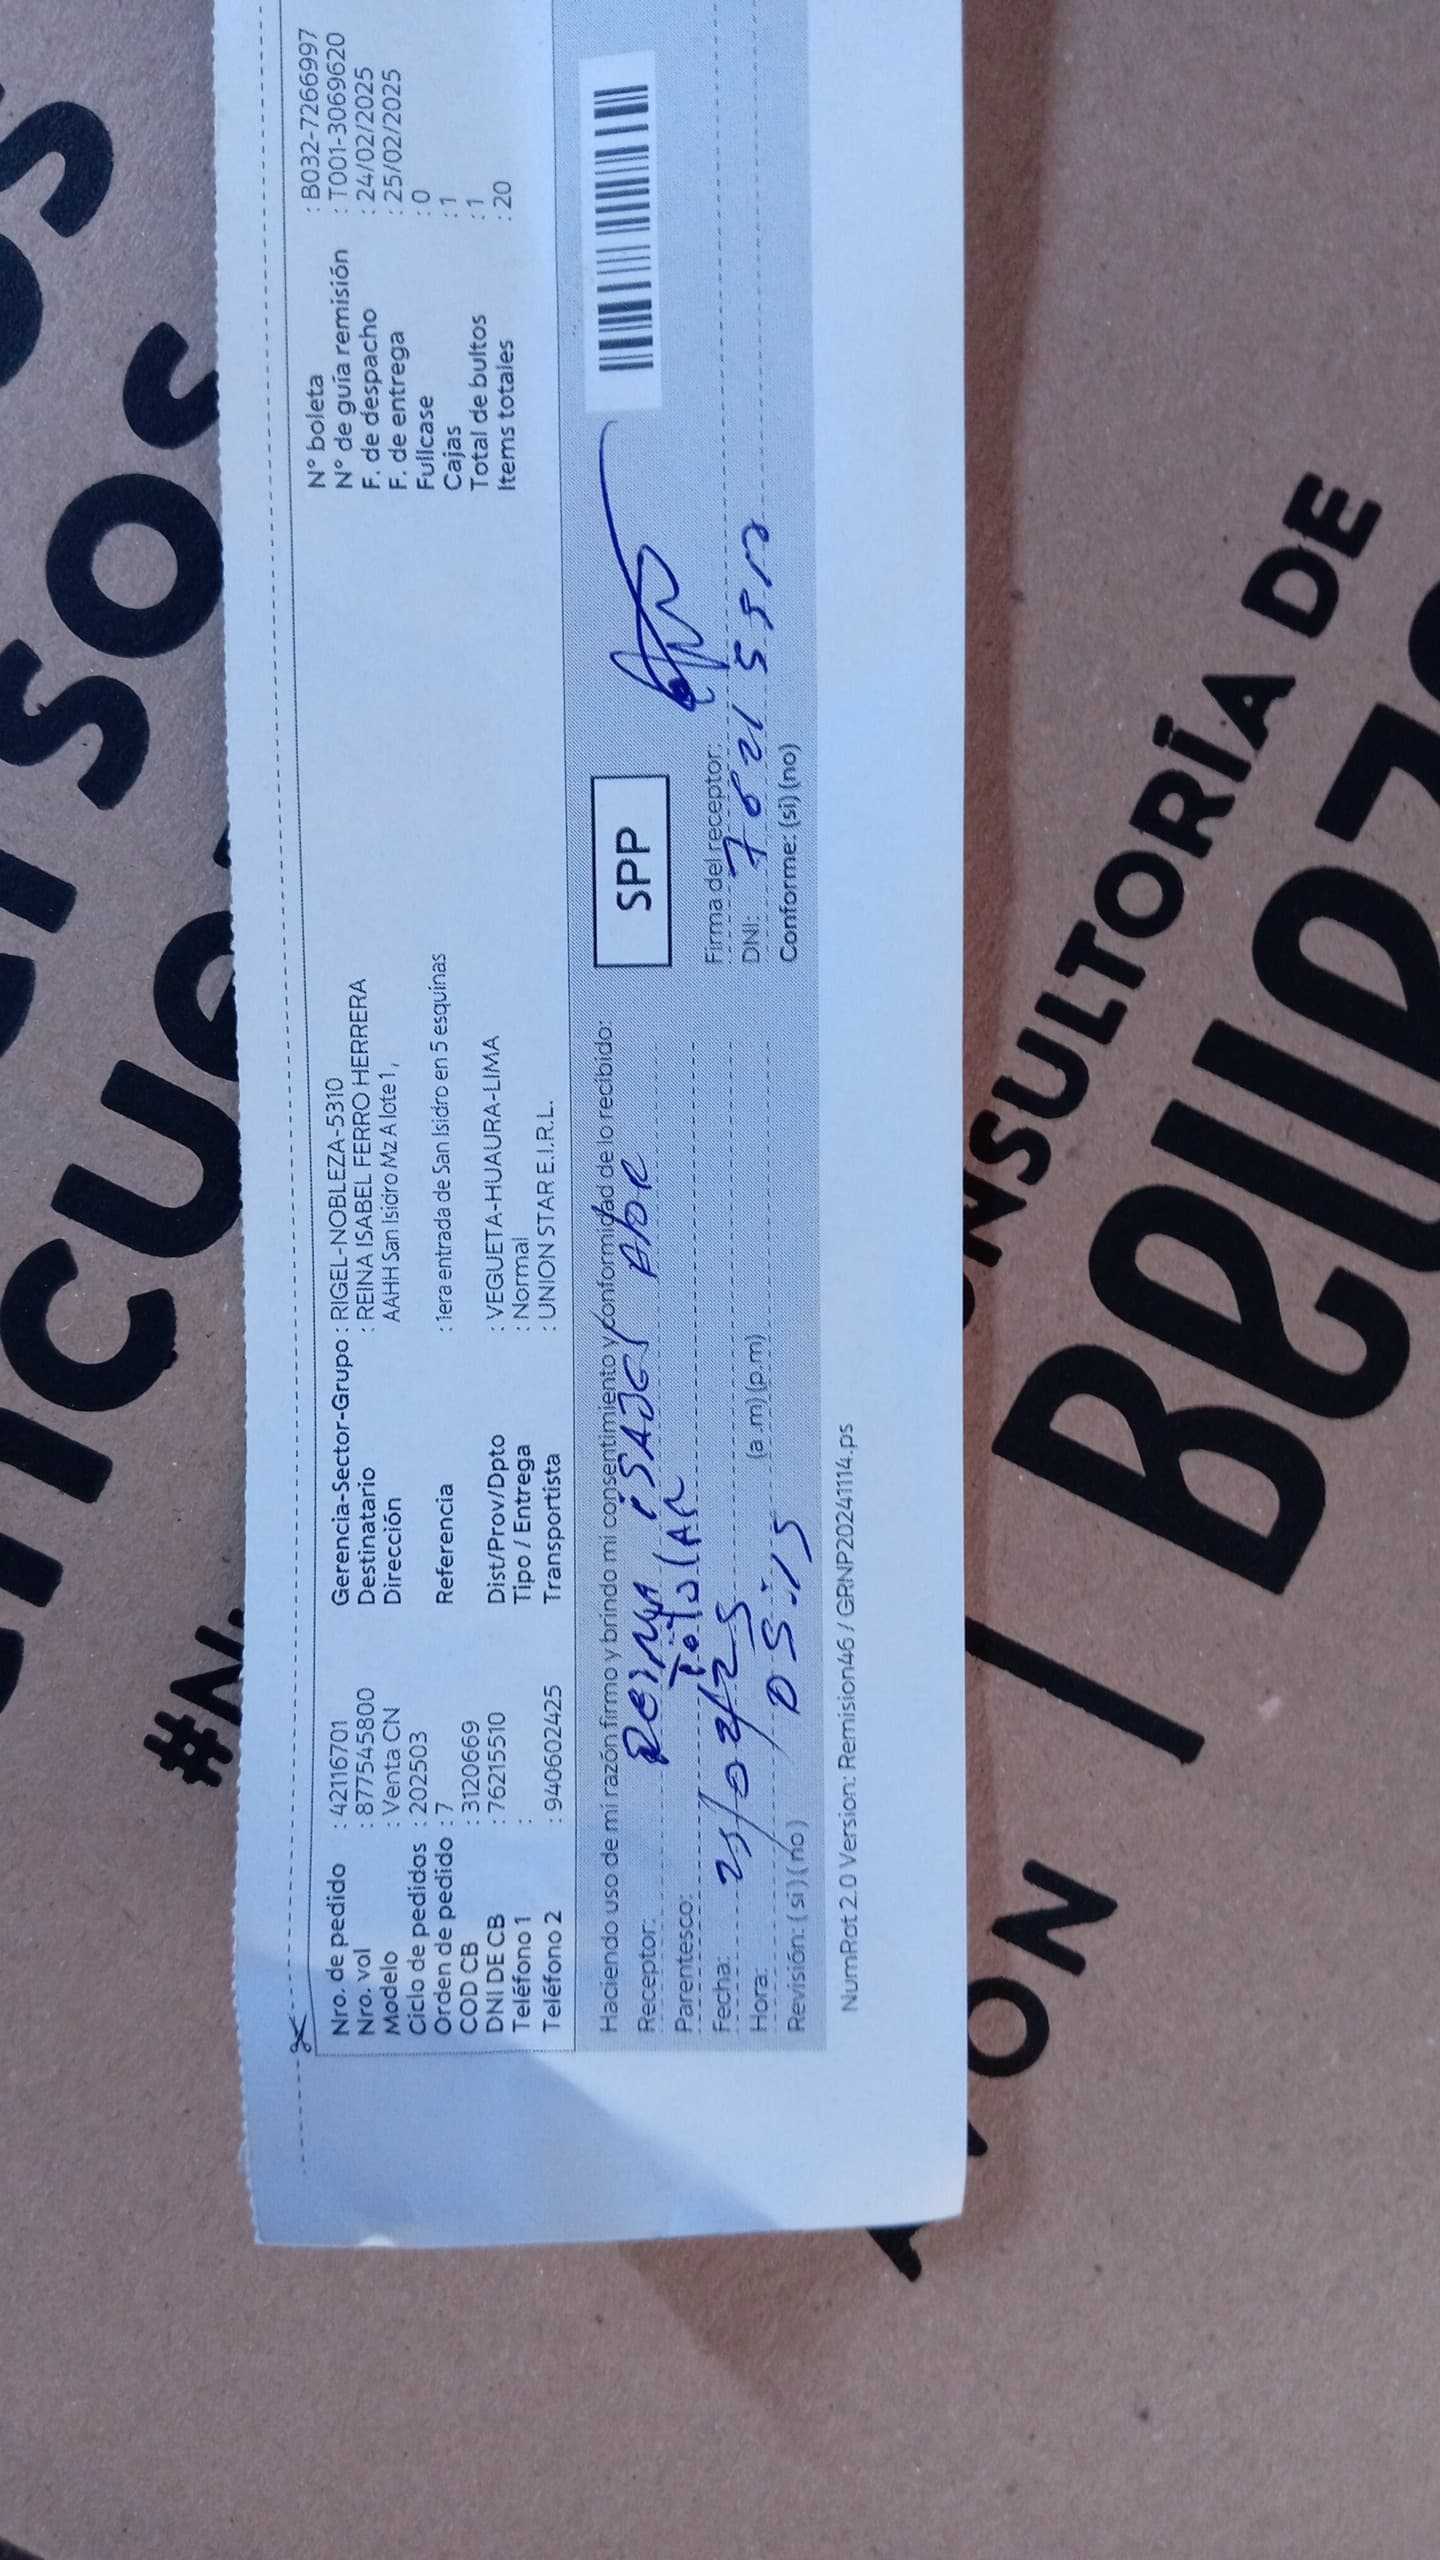 Nro. de pedido : 42116701 Gerencia-Sector-Grupo : RIGEL-NOBLEZA-5310 N° boleta : B032-7266997
Nro. vol : 877545800 Destinatario : REINA ISABEL FERRO HERRERA N° de guía remisión : T001-3069620
Modelo : Venta CN Dirección AAHH San Isidro Mz A lote 1, F. de despacho : 24/02/2025
Ciclo de pedidos : 202503 F. de entrega : 25/02/2025
Orden de pedido : 7 Referencia : 1era entrada de San Isidro en 5 esquinas Fullcase : 0
COD CB : 3120669 Cajas : 1
DNI DE CB : 76215510 Dist/Prov/Dpto : VEGUETA-HUAURA-LIMA Total de bultos : 1
Teléfono 1 : Tipo / Entrega : Normal Items totales : 20
Teléfono 2 : 940602425 Transportista : UNION STAR E.I.R.L.
Haciendo uso de mi razón firmo y brindo mi consentimiento y conformidad de lo recibido:
SPP
Receptor: Reina isabel
Parentesco: titular
Firma del receptor:
Fecha: 25/02/25
DNI:
Hora: (a.m) (p.m)
Revisión: ( si ) ( no )
Conforme: (si) (no)
NumRot 2.0 Version: Remision46 / GRNP20241114.ps